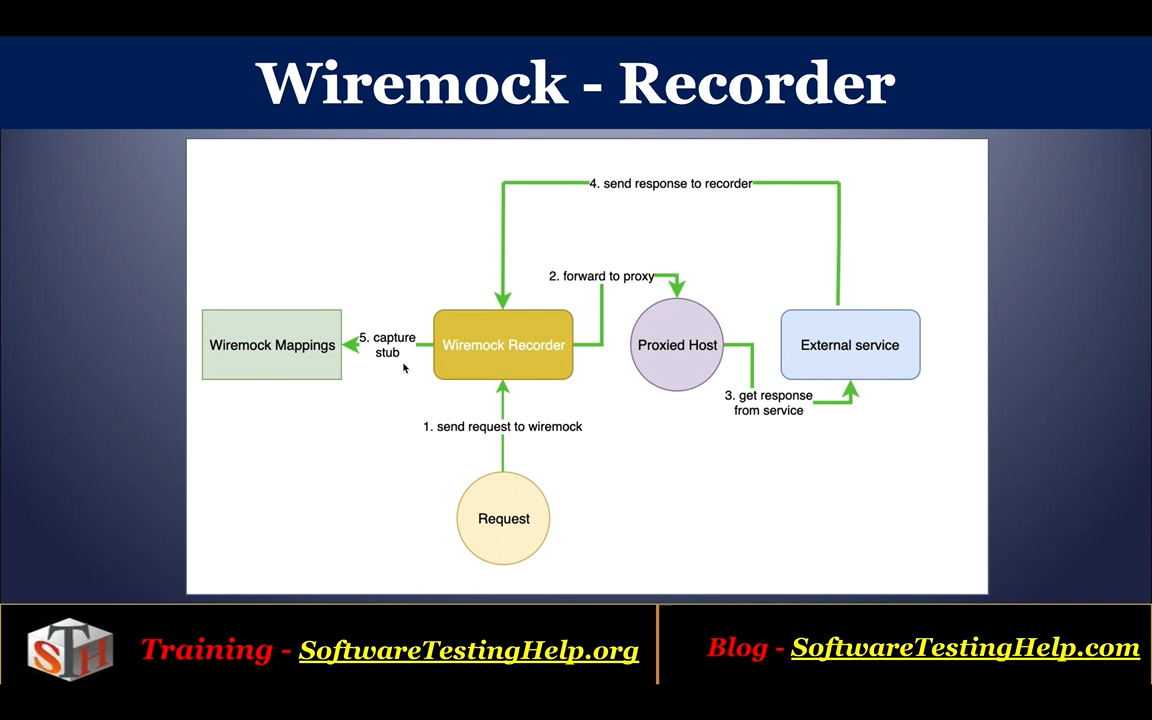 Wiremock - Recorder
4. send response to recorder
2. forward to proxy
Wiremock Mappings
5. capture
stub
Wiremock Recorder
Proxied Host
External service
3. get response
from service
1. send request to wiremock
Request
STH
Training - SoftwareTestingHelp.org
Blog - SoftwareTestingHelp.com